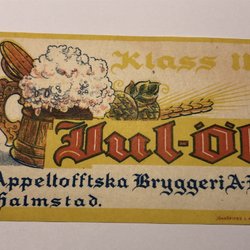 Klass II
Jul-Öl
Appeltofftska Bryggeri A.B
Halmstad.